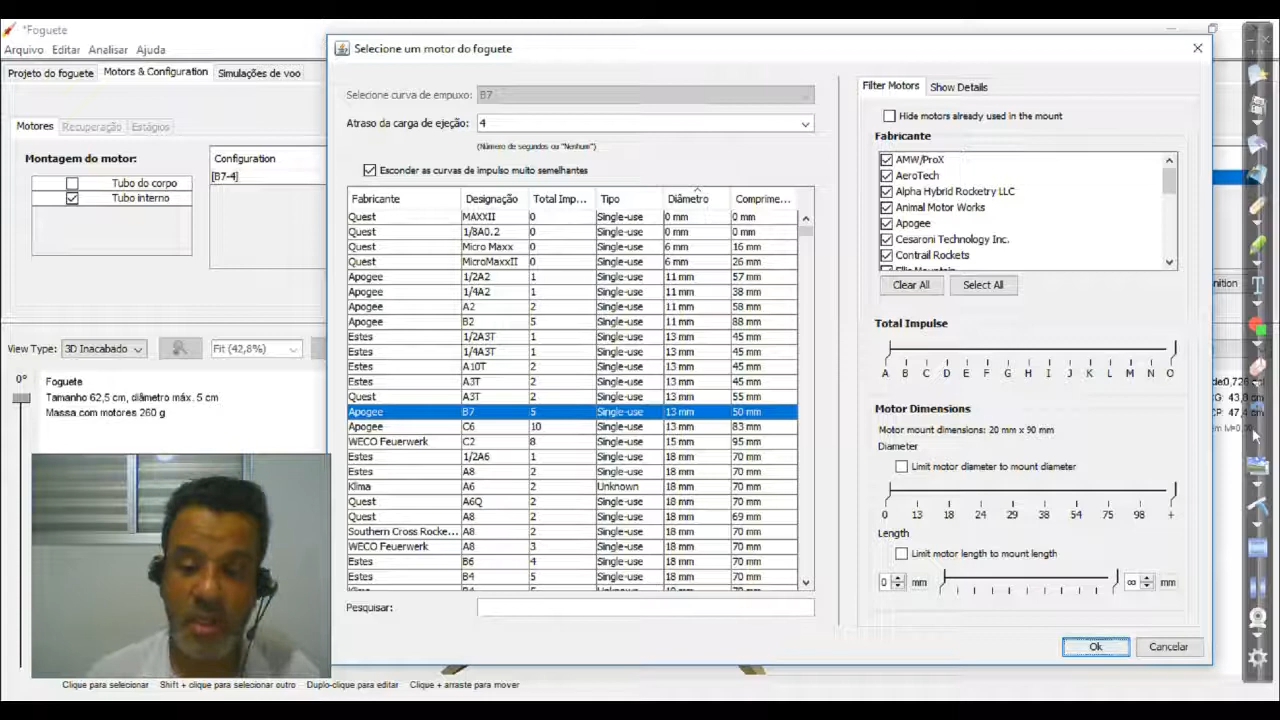 *Foguete
Arquivo Editar Analisar Ajuda
Projeto do foguete Motors & Configuration Simulações de voo
Motores Recuperação Estágios
Montagem do motor:
Tubo do corpo
Tubo interno
Configuration
[B7-4]
View Type: 3D Inacabado Fit (42,8%)
0°
Foguete
Tamanho 62,5 cm, diâmetro máx. 5 cm
Massa com motores 260 g
Selecione um motor do foguete
Selecione curva de empuxo: B7
Atraso da carga de ejeção: 4
(Número de segundos ou "Nenhum")
Esconder as curvas de impulso muito semelhantes
Fabricante Designação Total Imp... Tipo Diâmetro Comprime...
Quest MAXXII 0 Single-use 0 mm 0 mm
Quest 1/8A0.2 0 Single-use 0 mm 0 mm
Quest Micro Maxx 0 Single-use 6 mm 16 mm
Quest MicroMaxxII 0 Single-use 6 mm 26 mm
Apogee 1/2A2 1 Single-use 11 mm 57 mm
Apogee 1/4A2 1 Single-use 11 mm 38 mm
Apogee A2 2 Single-use 11 mm 58 mm
Apogee B2 5 Single-use 11 mm 88 mm
Estes 1/2A3T 1 Single-use 13 mm 45 mm
Estes 1/4A3T 1 Single-use 13 mm 45 mm
Estes A10T 2 Single-use 13 mm 45 mm
Estes A3T 2 Single-use 13 mm 45 mm
Quest A3T 2 Single-use 13 mm 55 mm
Apogee B7 5 Single-use 13 mm 50 mm
Apogee C6 10 Single-use 13 mm 83 mm
WECO Feuerwerk C2 8 Single-use 15 mm 95 mm
Estes 1/2A6 1 Single-use 18 mm 70 mm
Estes A8 2 Single-use 18 mm 70 mm
Klima A6 2 Unknown 18 mm 70 mm
Quest A6Q 2 Single-use 18 mm 70 mm
Quest A8 2 Single-use 18 mm 69 mm
Southern Cross Rocke... A8 2 Single-use 18 mm 70 mm
WECO Feuerwerk A8 3 Single-use 18 mm 70 mm
Estes B6 4 Single-use 18 mm 70 mm
Estes B4 5 Single-use 18 mm 70 mm
Pesquisar:
Filter Motors Show Details
Hide motors already used in the mount
Fabricante
AMW/ProX
AeroTech
Alpha Hybrid Rocketry LLC
Animal Motor Works
Apogee
Cesaroni Technology Inc.
Contrail Rockets
Clear All Select All
Total Impulse
A B C D E F G H I J K L M N O
Motor Dimensions
Motor mount dimensions: 20 mm x 90 mm
Diameter
Limit motor diameter to mount diameter
0 13 18 24 29 38 54 75 98 +
Length
Limit motor length to mount length
0 mm ∞ mm
Ok Cancelar
Clique para selecionar Shift + clique para selecionar outro Duplo-clique para editar Clique + arraste para mover